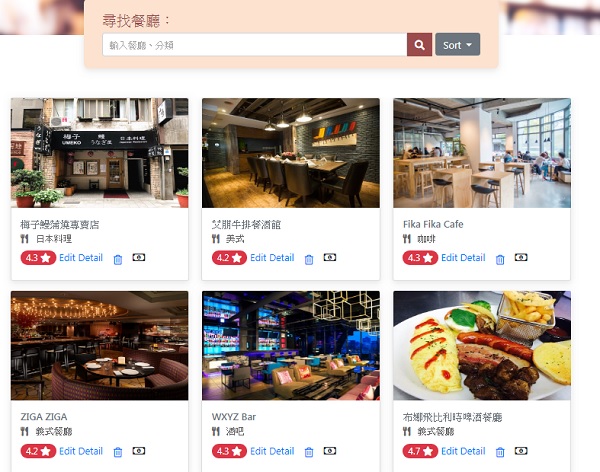 尋找餐廳：
輸入餐廳、分類
Sort
梅子
鰻
うなぎ屋
日本料理
UMEKO
梅子鰻蒲燒專賣店
日本料理
4.3 Edit Detail
艾朋牛排餐酒館
美式
4.2 Edit Detail
Fika Fika Cafe
咖啡
4.3 Edit Detail
ZIGA ZIGA
義式餐廳
4.2 Edit Detail
WXYZ Bar
酒吧
4.3 Edit Detail
布娜飛比利時啤酒餐廳
義式餐廳
4.7 Edit Detail